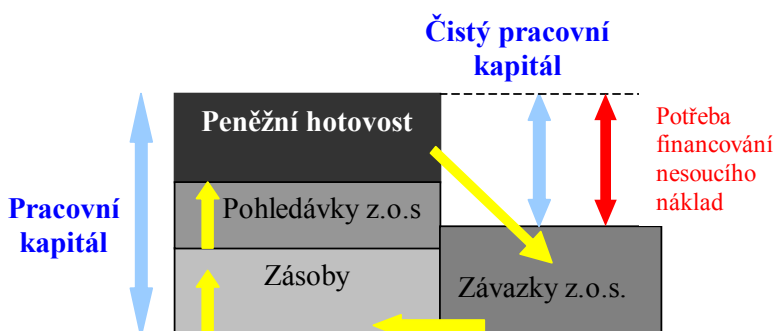 Čistý pracovní
kapitál
Peněžní hotovost
Potřeba
financování
nesoucího
náklad
Pracovní
kapitál
Pohledávky z.o.s
Zásoby
Závazky z.o.s.